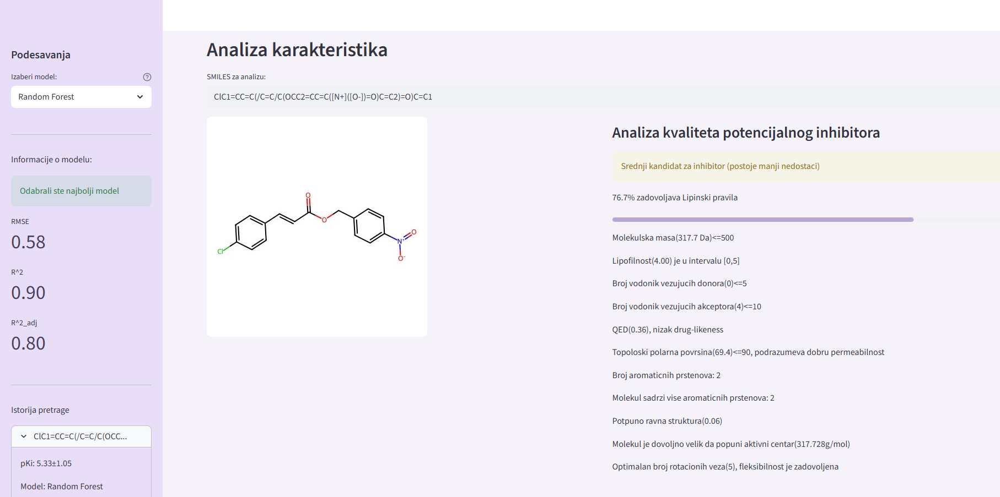 Podesavanja
Izaberi model:
Random Forest
Informacije o modelu:
Odabrali ste najbolji model
RMSE
0.58
R^2
0.90
R^2_adj
0.80
Istorija pretrage
ClC1=CC=C(/C=C/C(OCC...
pKi: 5.33±1.05
Model: Random Forest
Analiza karakteristika
SMILES za analizu:
ClC1=CC=C(/C=C/C(OCC2=CC=C([N+]([O-])=O)C=C2)=O)C=C1
O
O
Cl
N+
O
O-
Analiza kvaliteta potencijalnog inhibitora
Srednji kandidat za inhibitor (postoje manji nedostaci)
76.7% zadovoljava Lipinski pravila
Molekulska masa(317.7 Da)<=500
Lipofilnost(4.00) je u intervalu [0,5]
Broj vodonik vezujucih donora(0)<=5
Broj vodonik vezujucih akceptora(4)<=10
QED(0.36), nizak drug-likeness
Topoloski polarna povrsina(69.4)<=90, podrazumeva dobru permeabilnost
Broj aromaticnih prstenova: 2
Molekul sadrzi vise aromaticnih prstenova: 2
Potpuno ravna struktura(0.06)
Molekul je dovoljno velik da popuni aktivni centar(317.728g/mol)
Optimalan broj rotacionih veza(5), fleksibilnost je zadovoljena